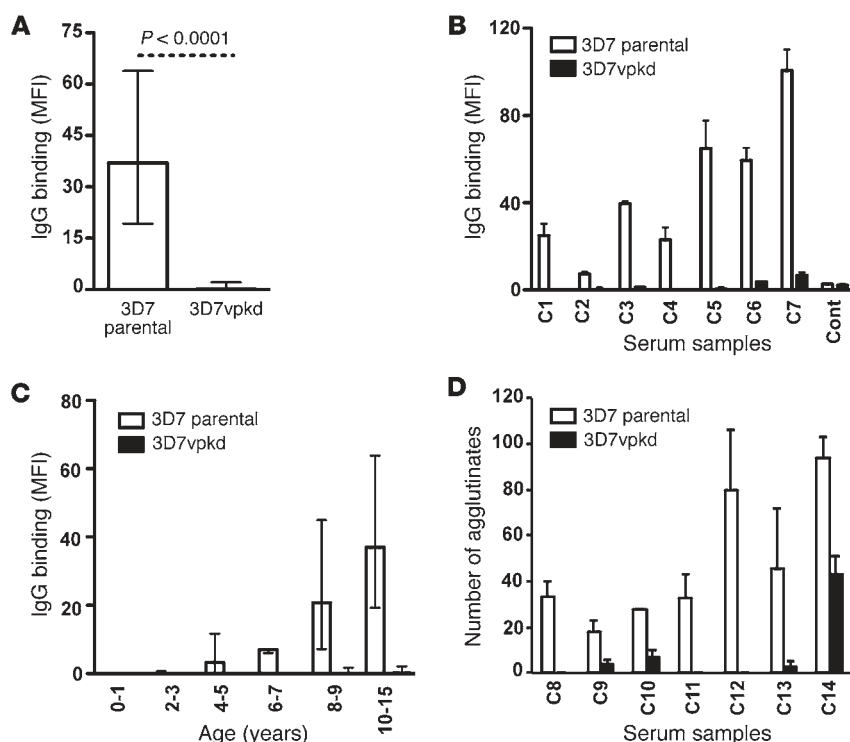 A
IgG binding (MFI)
75
60
45
30
15
0
P < 0.0001
3D7
parental
3D7vpkd
B
IgG binding (MFI)
120
80
40
0
3D7 parental
3D7vpkd
C1
C2
C3
C4
C5
C6
C7
Cont
Serum samples
C
IgG binding (MFI)
80
60
40
20
0
3D7 parental
3D7vpkd
0-1
2-3
4-5
6-7
8-9
10-15
Age (years)
D
Number of agglutinates
120
100
80
60
40
20
0
3D7 parental
3D7vpkd
C8
C9
C10
C11
C12
C13
C14
Serum samples